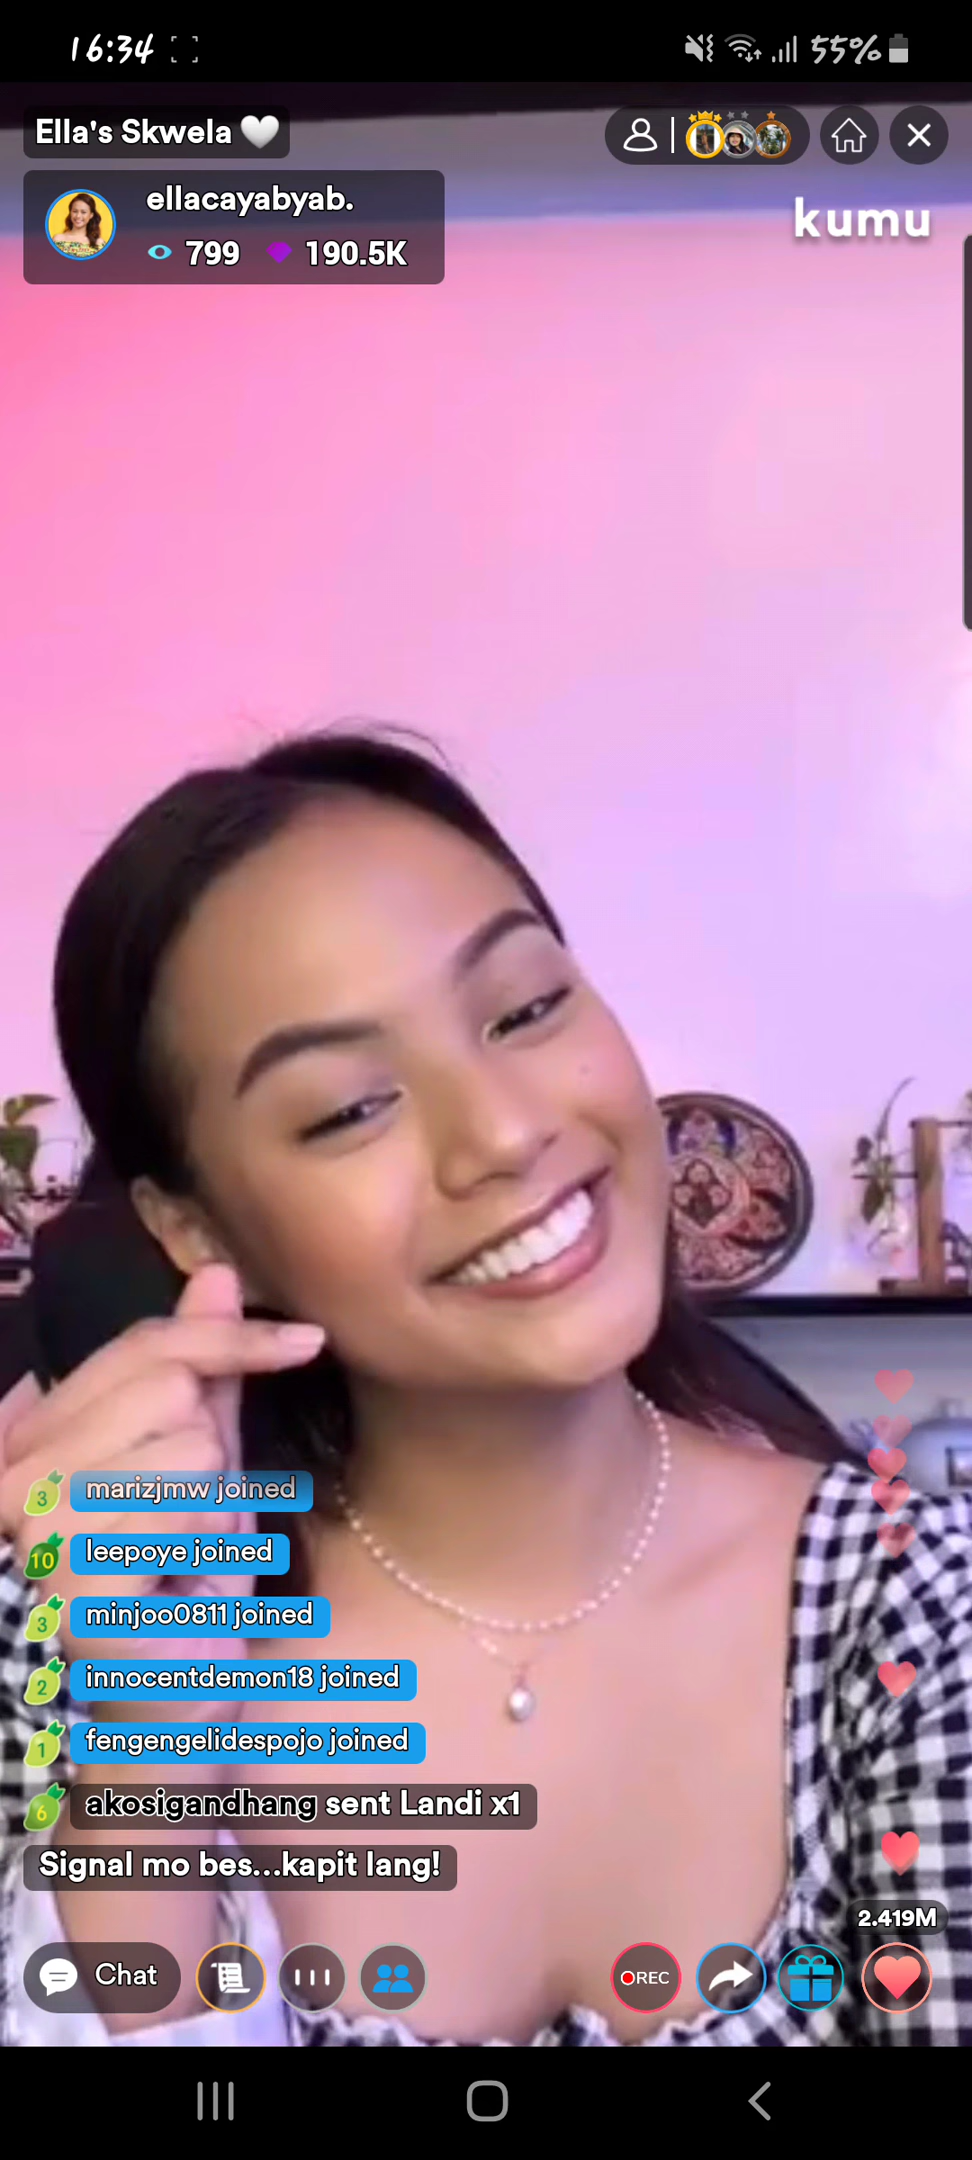 16:34
55%
Ella's Skwela 🤍
ellacayabyab.
799 190.5K
kumu
3 marizjmw joined
10 leepoye joined
3 minjoo0811 joined
2 innocentdemon18 joined
1 fengengelidespojo joined
6 akosigandhang sent Landi x1
Signal mo bes...kapit lang!
2.419M
Chat
REC